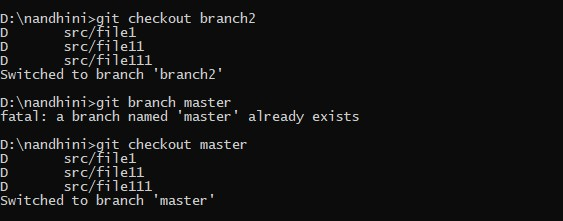 D:\nandhini>git checkout branch2
D       src/file1
D       src/file11
D       src/file111
Switched to branch 'branch2'
D:\nandhini>git branch master
fatal: a branch named 'master' already exists
D:\nandhini>git checkout master
D       src/file1
D       src/file11
D       src/file111
Switched to branch 'master'